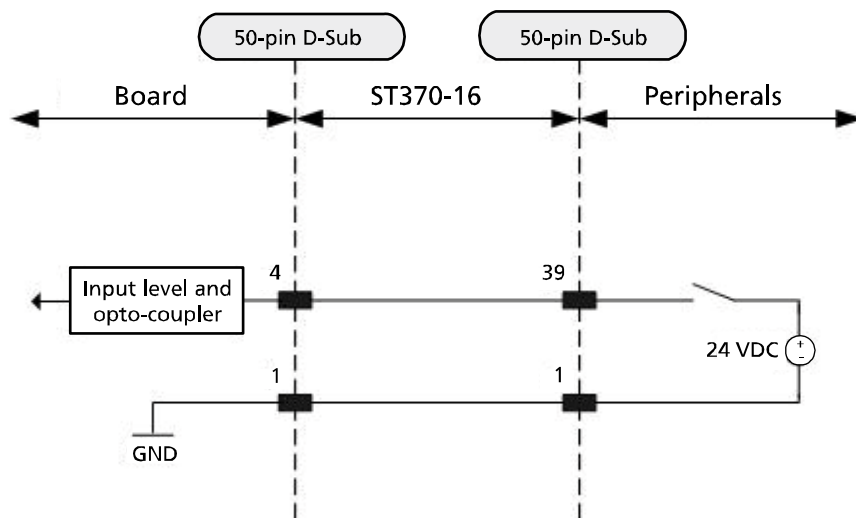 50-pin D-Sub
50-pin D-Sub
Board
ST370-16
Peripherals
4
39
Input level and
opto-coupler
24 VDC
+
-
1
1
GND